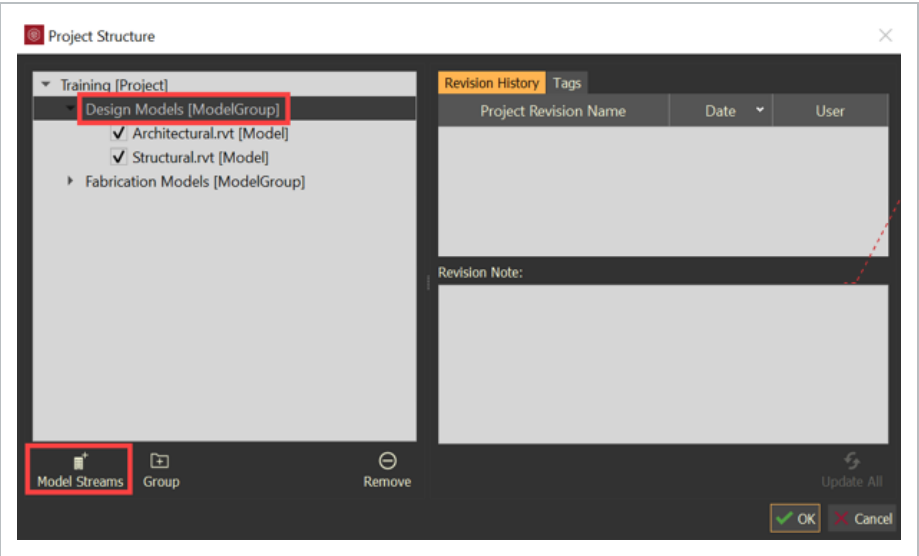 Project Structure
Training [Project]
Design Models [ModelGroup]
Architectural.rvt [Model]
Structural.rvt [Model]
Fabrication Models [ModelGroup]
Model Streams
Group
Remove
Revision History
Tags
Project Revision Name
Date
User
Revision Note:
Update All
OK
Cancel